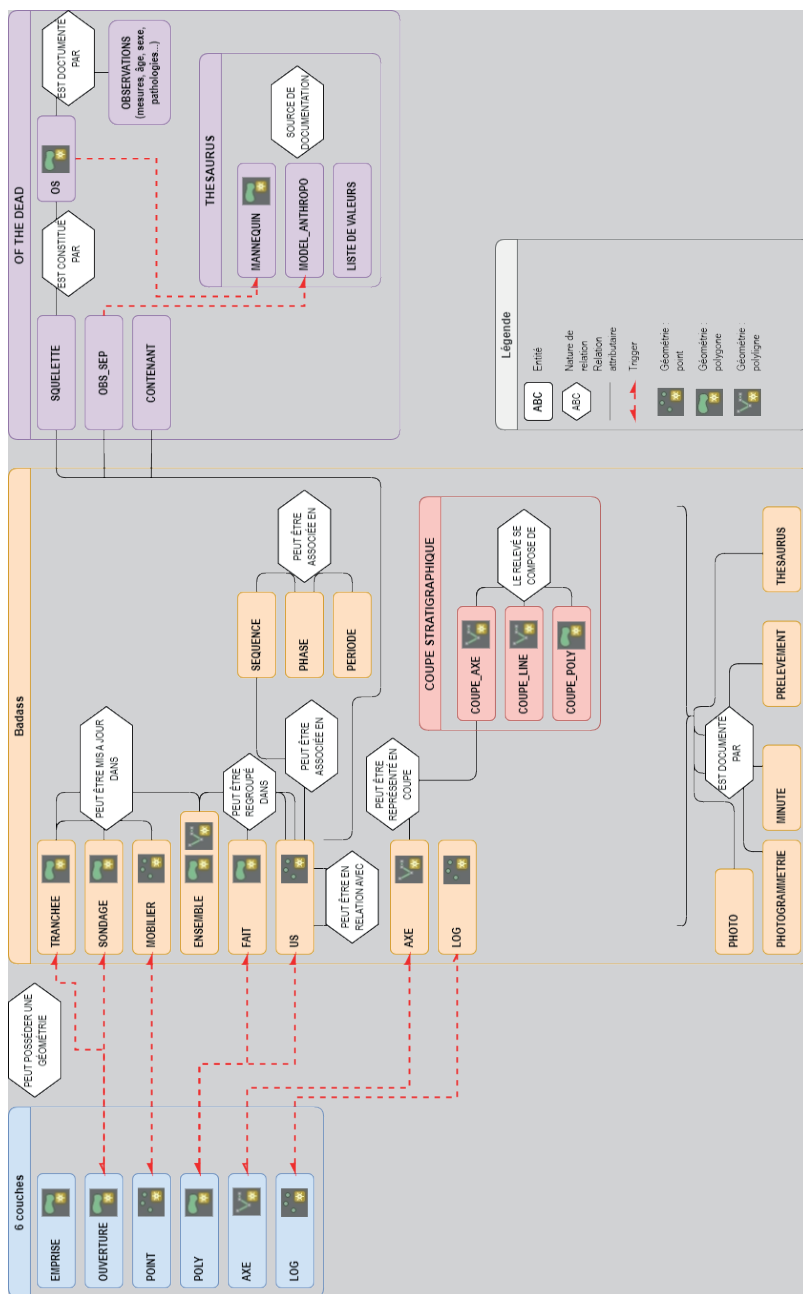 6 couches
EMPRISE
OUVERTURE
POINT
POLY
AXE
LOG
PEUT POSSÉDER UNE
GÉOMÉTRIE
Badass
TRANCHEE
SONDAGE
MOBILIER
ENSEMBLE
FAIT
US
AXE
LOG
PEUT ÊTRE MIS A JOUR
DANS
PEUT ÊTRE
REGROUPÉ
DANS
PEUT ÊTRE EN
RELATION AVEC
PEUT ÊTRE
ASSOCIÉE EN
SEQUENCE
PHASE
PERIODE
PEUT ÊTRE
ASSOCIÉE EN
PEUT ÊTRE
REPRÉSENTÉ EN
COUPE
COUPE STRATIGRAPHIQUE
COUPE_AXE
COUPE_LINE
COUPE_POLY
LE RELEVÉ SE
COMPOSE DE
PHOTO
PHOTOGRAMMETRIE
MINUTE
PRELEVEMENT
THESAURUS
EST DOCUMENTE
PAR
OF THE DEAD
SQUELETTE
OBS_SEP
CONTENANT
EST CONSTITUÉ
PAR
OS
EST DOCTUMENTÉ
PAR
OBSERVATIONS
(mesures, âge, sexe,
pathologies...)
THESAURUS
MANNEQUIN
MODEL_ANTHROPO
LISTE DE VALEURS
SOURCE DE
DOCUMENTATION
Légende
ABC
Entité
ABC
Nature de
relation
Relation
attributaire
Trigger
Géométrie :
point
Géométrie :
polygone
Géométrie :
polyligne